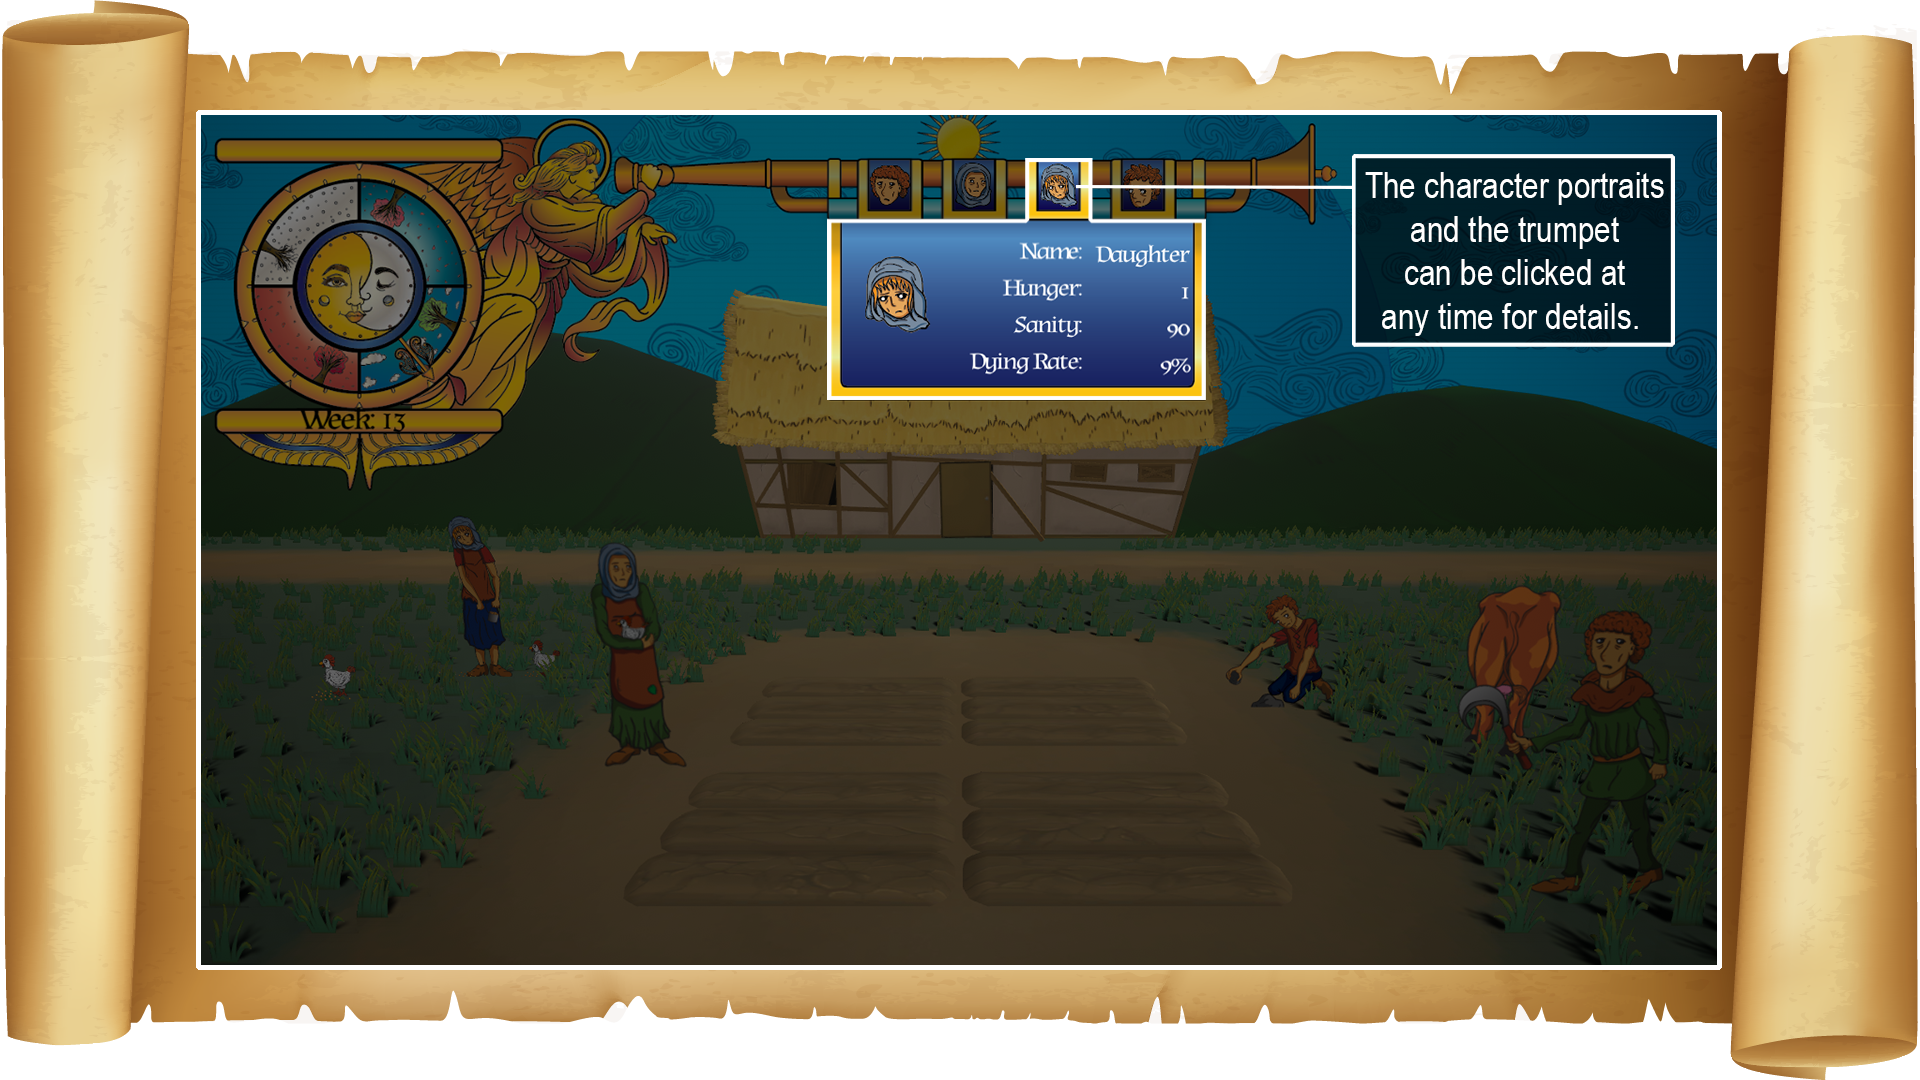 The character portraits
and the trumpet
can be clicked at
any time for details.
Name: Daughter
Hunger: 1
Sanity: 90
Dying Rate: 9%
Week: 13